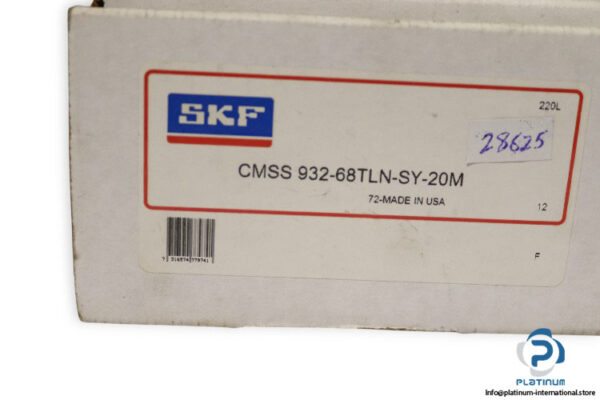 220L
SKF
28625
CMSS 932-68TLN-SY-20M
72-MADE IN USA
12
F
PLATINUM
info@platinum-international.store